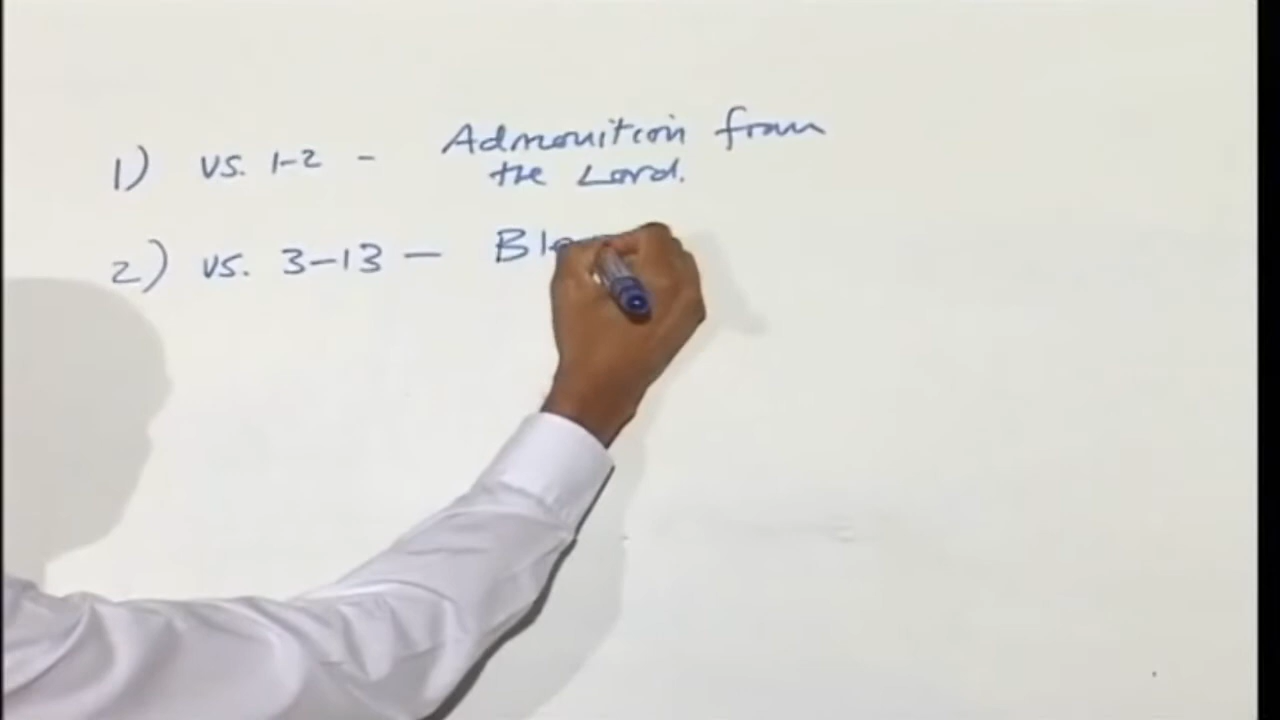 1) vs. 1-2 - Admonition from
the Lord.
2) vs. 3-13 -